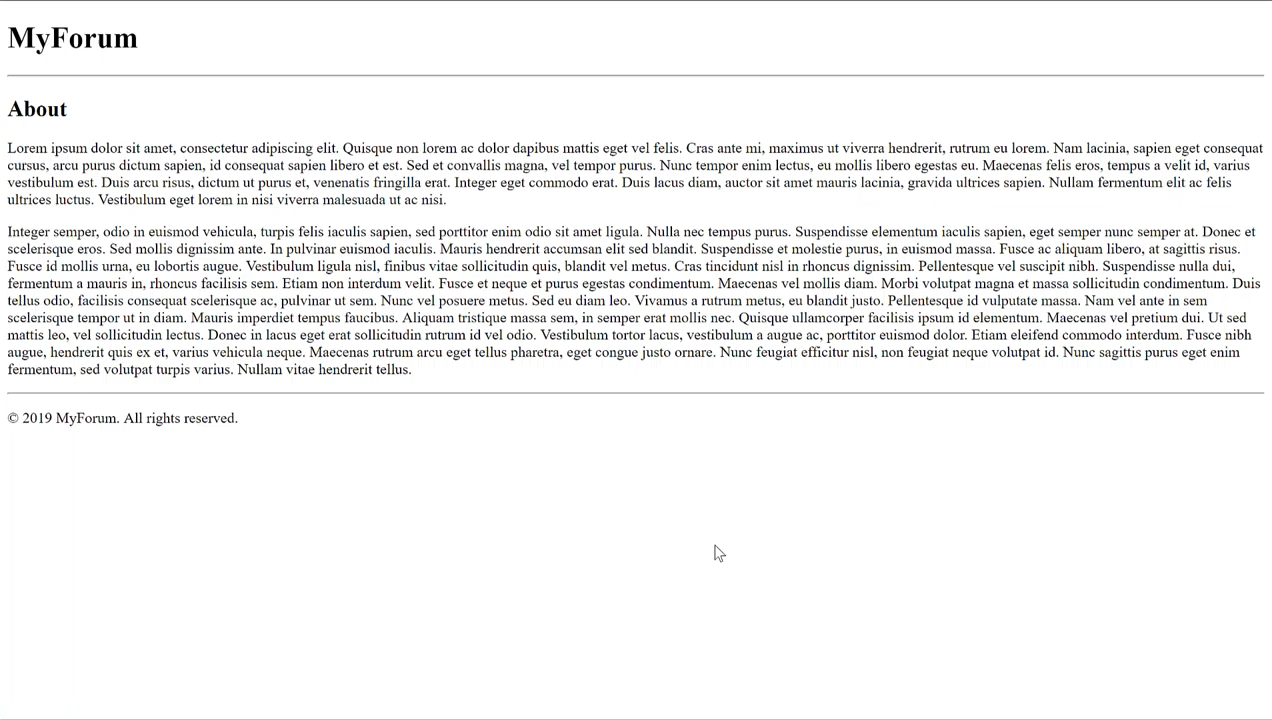 MyForum
About
Lorem ipsum dolor sit amet, consectetur adipiscing elit. Quisque non lorem ac dolor dapibus mattis eget vel felis. Cras ante mi, maximus ut viverra hendrerit, rutrum eu lorem. Nam lacinia, sapien eget consequat
cursus, arcu purus dictum sapien, id consequat sapien libero et est. Sed et convallis magna, vel tempor purus. Nunc tempor enim lectus, eu mollis libero egestas eu. Maecenas felis eros, tempus a velit id, varius
vestibulum est. Duis arcu risus, dictum ut purus et, venenatis fringilla erat. Integer eget commodo erat. Duis lacus diam, auctor sit amet mauris lacinia, gravida ultrices sapien. Nullam fermentum elit ac felis
ultrices luctus. Vestibulum eget lorem in nisi viverra malesuada ut ac nisi.
Integer semper, odio in euismod vehicula, turpis felis iaculis sapien, sed porttitor enim odio sit amet ligula. Nulla nec tempus purus. Suspendisse elementum iaculis sapien, eget semper nunc semper at. Donec et
scelerisque eros. Sed mollis dignissim ante. In pulvinar euismod iaculis. Mauris hendrerit accumsan elit sed blandit. Suspendisse et molestie purus, in euismod massa. Fusce ac aliquam libero, at sagittis risus.
Fusce id mollis urna, eu lobortis augue. Vestibulum ligula nisl, finibus vitae sollicitudin quis, blandit vel metus. Cras tincidunt nisl in rhoncus dignissim. Pellentesque vel suscipit nibh. Suspendisse nulla dui,
fermentum a mauris in, rhoncus facilisis sem. Etiam non interdum velit. Fusce et neque et purus egestas condimentum. Maecenas vel mollis diam. Morbi volutpat magna et massa sollicitudin condimentum. Duis
tellus odio, facilisis consequat scelerisque ac, pulvinar ut sem. Nunc vel posuere metus. Sed eu diam leo. Vivamus a rutrum metus, eu blandit justo. Pellentesque id vulputate massa. Nam vel ante in sem
scelerisque tempor ut in diam. Mauris imperdiet tempus faucibus. Aliquam tristique massa sem, in semper erat mollis nec. Quisque ullamcorper facilisis ipsum id elementum. Maecenas vel pretium dui. Ut sed
mattis leo, vel sollicitudin lectus. Donec in lacus eget erat sollicitudin rutrum id vel odio. Vestibulum tortor lacus, vestibulum a augue ac, porttitor euismod dolor. Etiam eleifend commodo interdum. Fusce nibh
augue, hendrerit quis ex et, varius vehicula neque. Maecenas rutrum arcu eget tellus pharetra, eget congue justo ornare. Nunc feugiat efficitur nisl, non feugiat neque volutpat id. Nunc sagittis purus eget enim
fermentum, sed volutpat turpis varius. Nullam vitae hendrerit tellus.
© 2019 MyForum. All rights reserved.